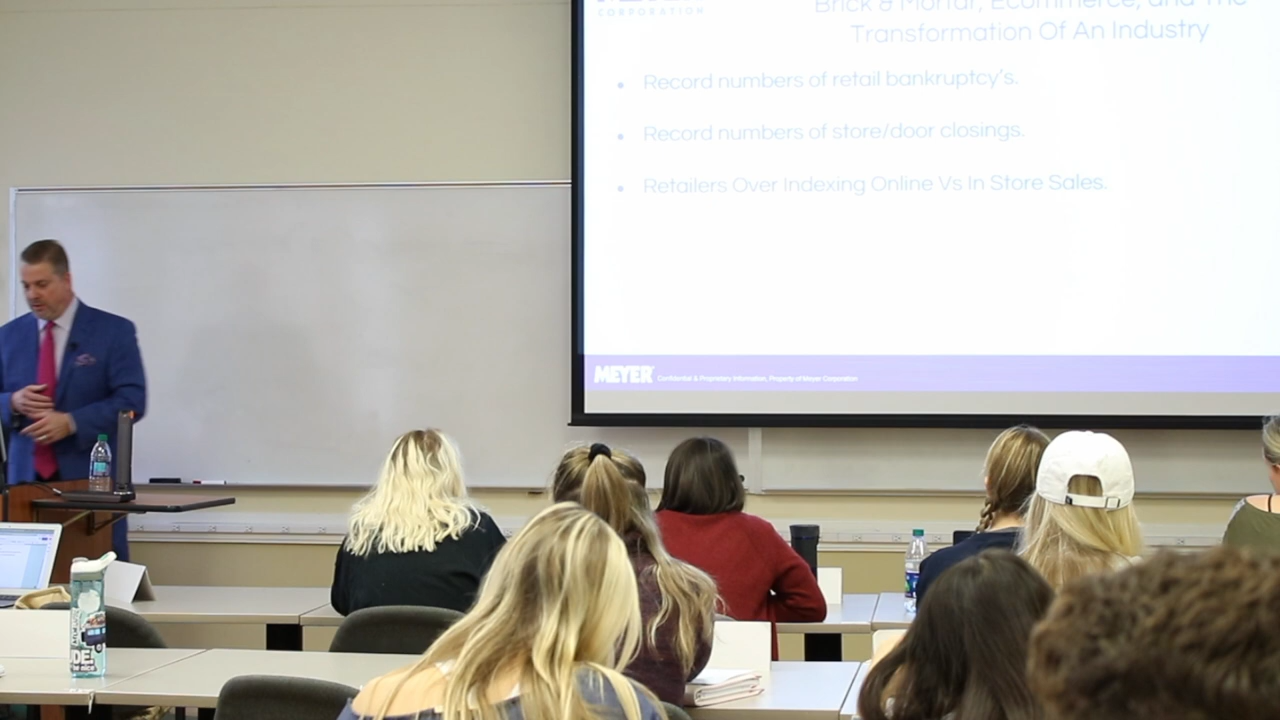 CORPORATION
Brick & Mortar, Ecommerce, and The
Transformation Of An Industry
• Record numbers of retail bankruptcy's.
• Record numbers of store/door closings.
• Retailers Over Indexing Online Vs In Store Sales.
MEYER Confidential & Proprietary Information, Property of Meyer Corporation